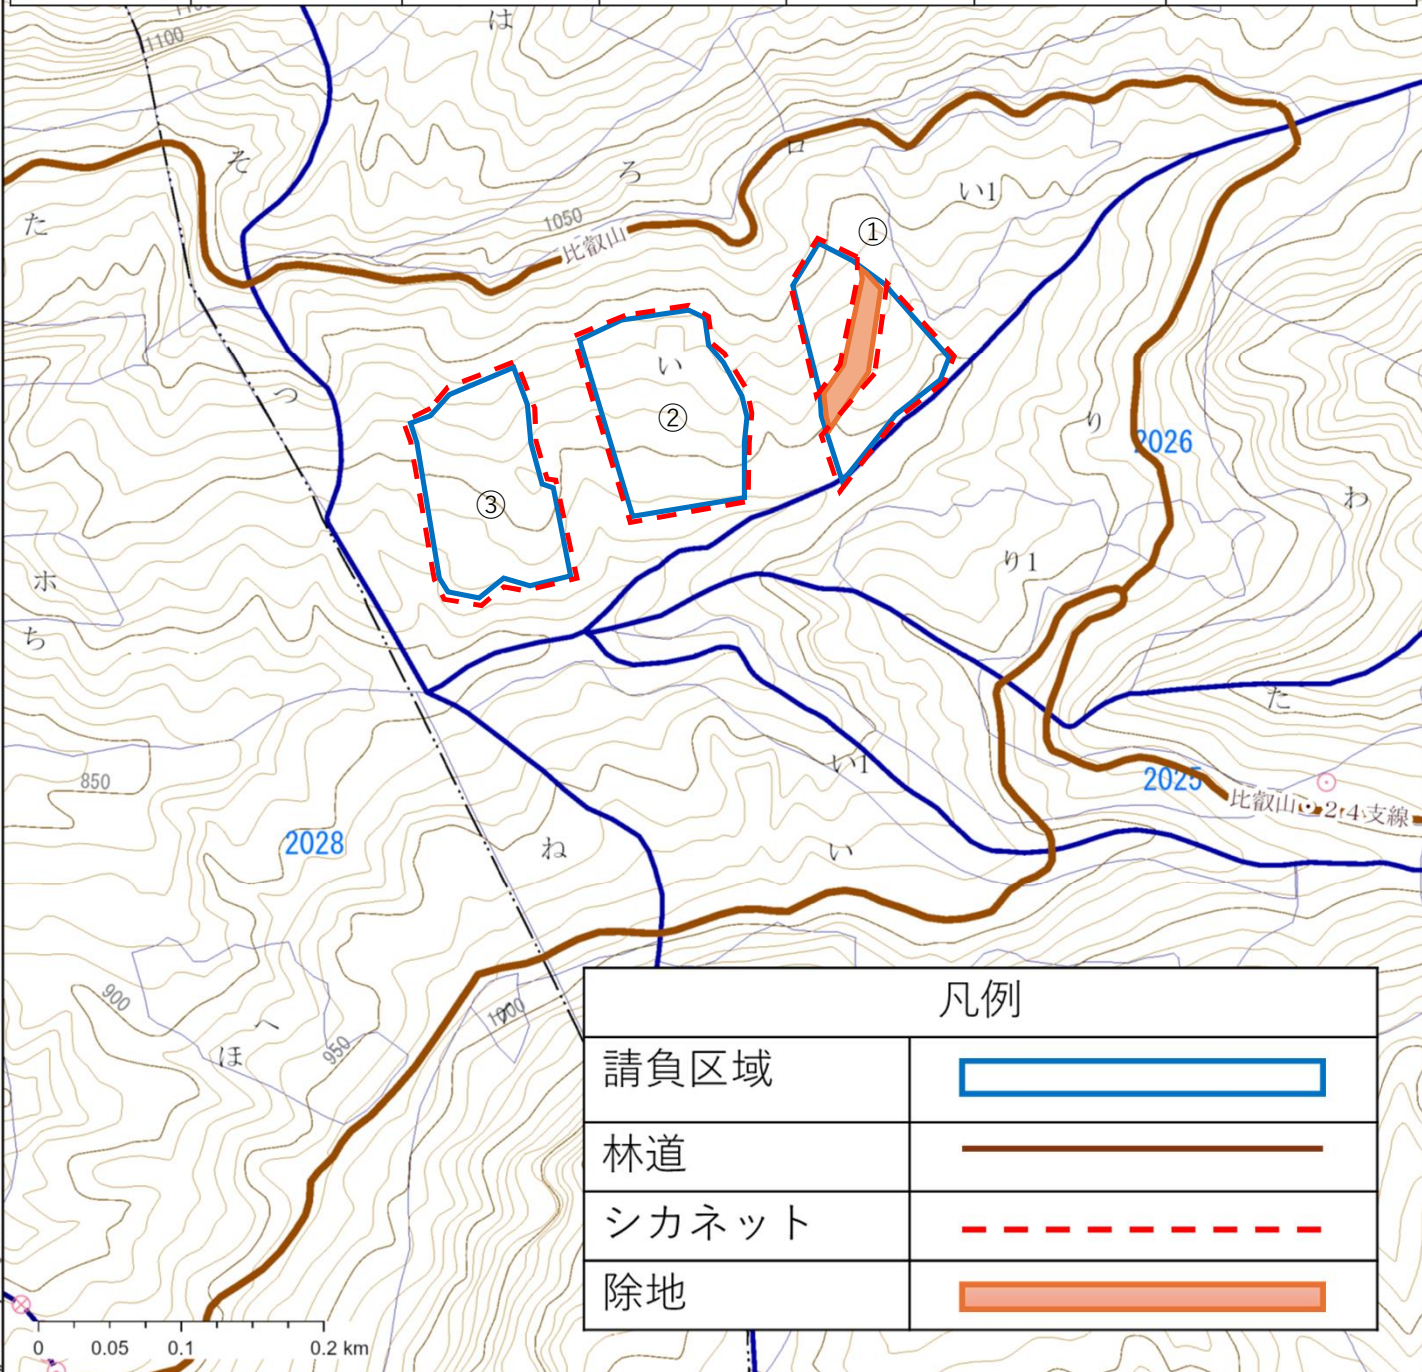 は
1100
そ
ろ
ロ
い1
た
1050
比叡山
①
い
②
つ
③
り
2026
わ
ホ
り1
ち
た
い1
850
2025
比叡山・24支線
2028
ね
い
900
1000
へ
ほ
950
凡例
請負区域
林道
シカネット
除地
0 0.05 0.1 0.2 km